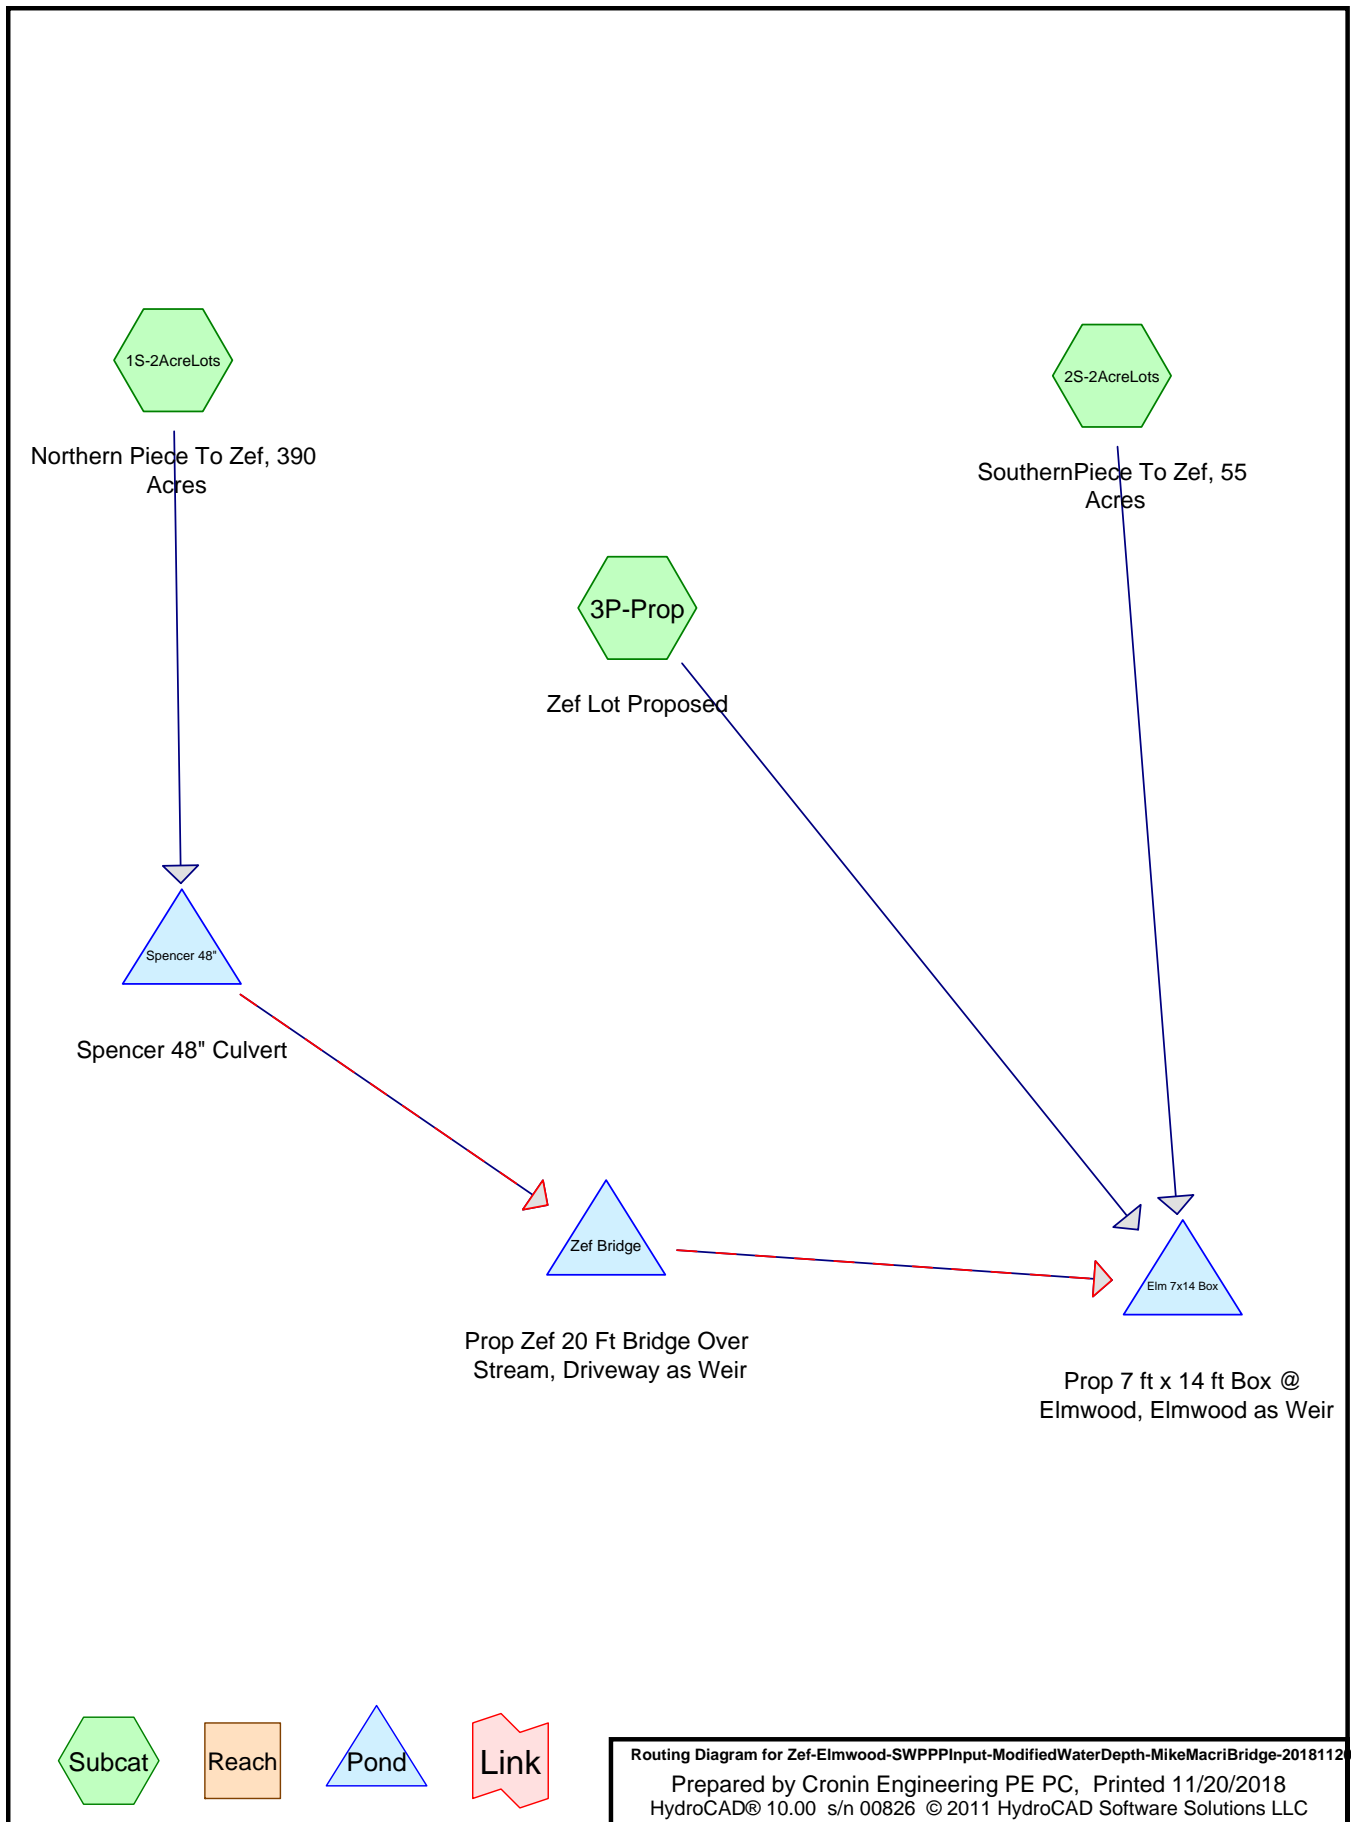 1S-2AcreLots
Northern Piece To Zef, 390
Acres
2S-2AcreLots
SouthernPiece To Zef, 55
Acres
3P-Prop
Zef Lot Proposed
Spencer 48"
Spencer 48" Culvert
Zef Bridge
Prop Zef 20 Ft Bridge Over
Stream, Driveway as Weir
Elm 7x14 Box
Prop 7 ft x 14 ft Box @
Elmwood, Elmwood as Weir
Subcat
Reach
Pond
Link
Routing Diagram for Zef-Elmwood-SWPPPInput-ModifiedWaterDepth-MikeMacriBridge-20181120
Prepared by Cronin Engineering PE PC, Printed 11/20/2018
HydroCAD® 10.00 s/n 00826 © 2011 HydroCAD Software Solutions LLC